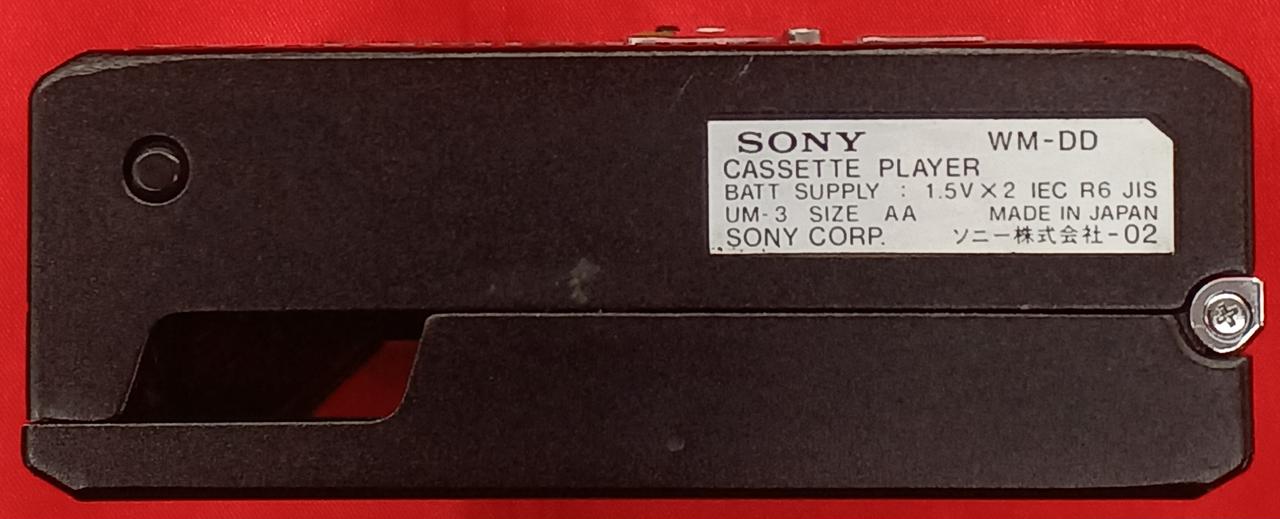 SONY WM-DD
CASSETTE PLAYER
BATT SUPPLY : 1.5V×2 IEC R6 JIS
UM-3 SIZE AA MADE IN JAPAN
SONY CORP. ソニー株式会社-02